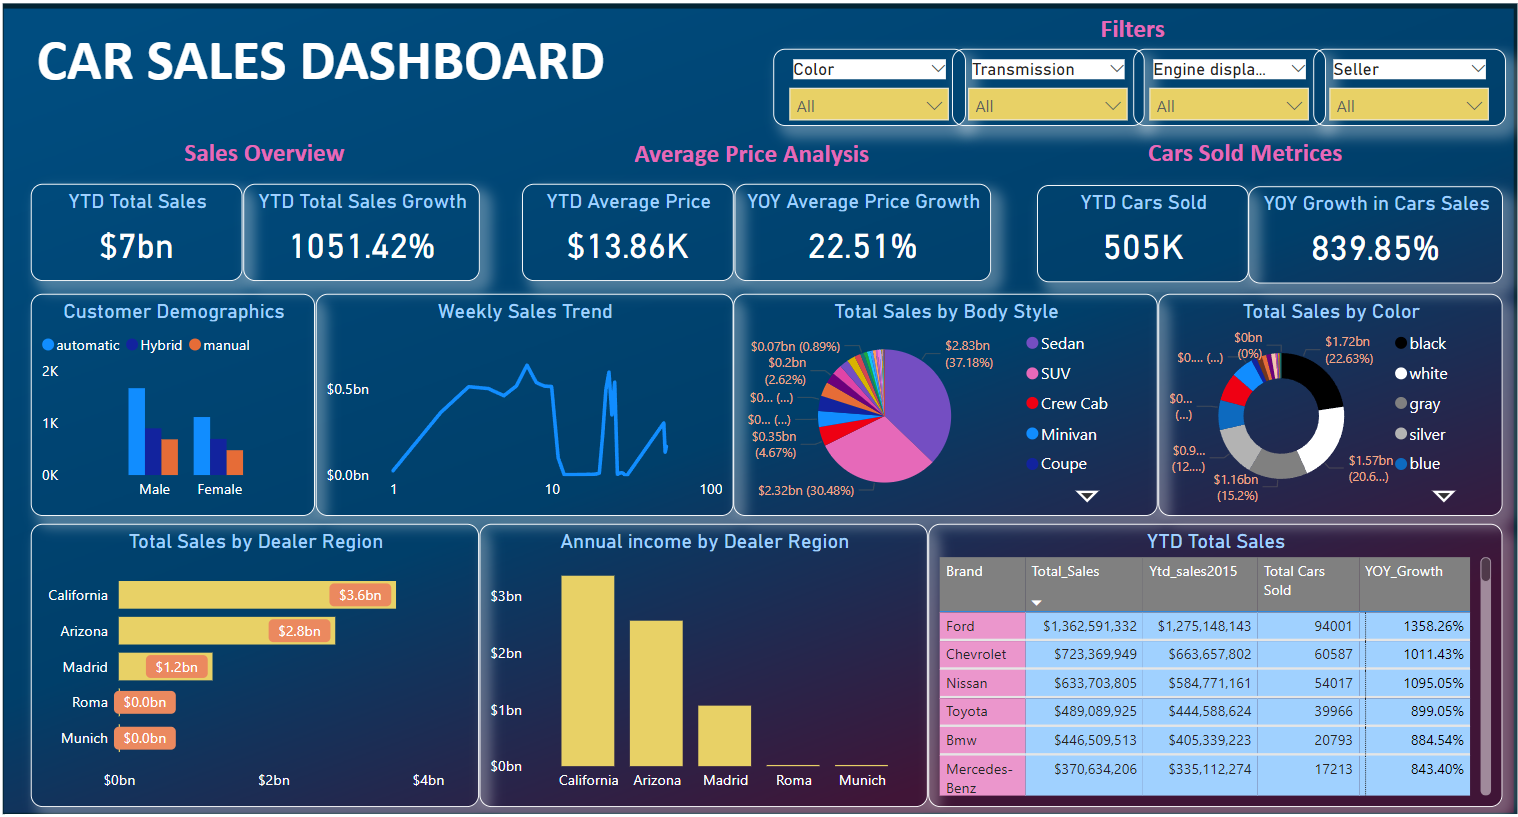 Filters
CAR SALES DASHBOARD
Color
Transmission
Engine displa...
Seller
All
All
All
All
Sales Overview
Average Price Analysis
Cars Sold Metrices
YTD Total Sales
$7bn
YTD Total Sales Growth
1051.42%
YTD Average Price
$13.86K
YOY Average Price Growth
22.51%
YTD Cars Sold
505K
YOY Growth in Cars Sales
839.85%
Customer Demographics
automatic Hybrid manual
2K
1K
0K
Male Female
Weekly Sales Trend
$0.5bn
$0.0bn
1 10 100
Total Sales by Body Style
$0.07bn (0.89%)
$0.2bn
(2.62%)
$0... (...)
$0... (...)
$0.35bn
(4.67%)
$2.32bn (30.48%)
$2.83bn
(37.18%)
Sedan
SUV
Crew Cab
Minivan
Coupe
Total Sales by Color
$0bn
(0%)
$0.... (...)
$0...
(...)
$0.9...
(12....)
$1.16bn
(15.2%)
$1.72bn
(22.63%)
$1.57bn
(20.6...)
black
white
gray
silver
blue
Total Sales by Dealer Region
California $3.6bn
Arizona $2.8bn
Madrid $1.2bn
Roma $0.0bn
Munich $0.0bn
$0bn $2bn $4bn
Annual income by Dealer Region
$3bn
$2bn
$1bn
$0bn
California Arizona Madrid Roma Munich
YTD Total Sales
Brand Total_Sales Ytd_sales2015 Total Cars Sold YOY_Growth
Ford $1,362,591,332 $1,275,148,143 94001 1358.26%
Chevrolet $723,369,949 $663,657,802 60587 1011.43%
Nissan $633,703,805 $584,771,161 54017 1095.05%
Toyota $489,089,925 $444,588,624 39966 899.05%
Bmw $446,509,513 $405,339,223 20793 884.54%
Mercedes-Benz $370,634,206 $335,112,274 17213 843.40%